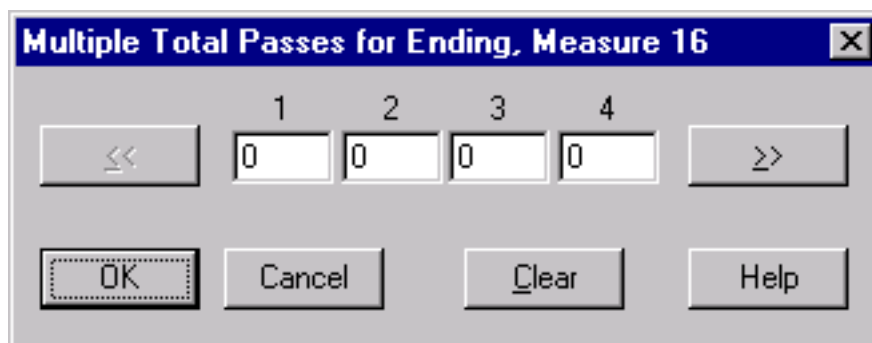 Multiple Total Passes for Ending, Measure 16
1 2 3 4
<< 0 0 0 0 >>
OK Cancel Clear Help